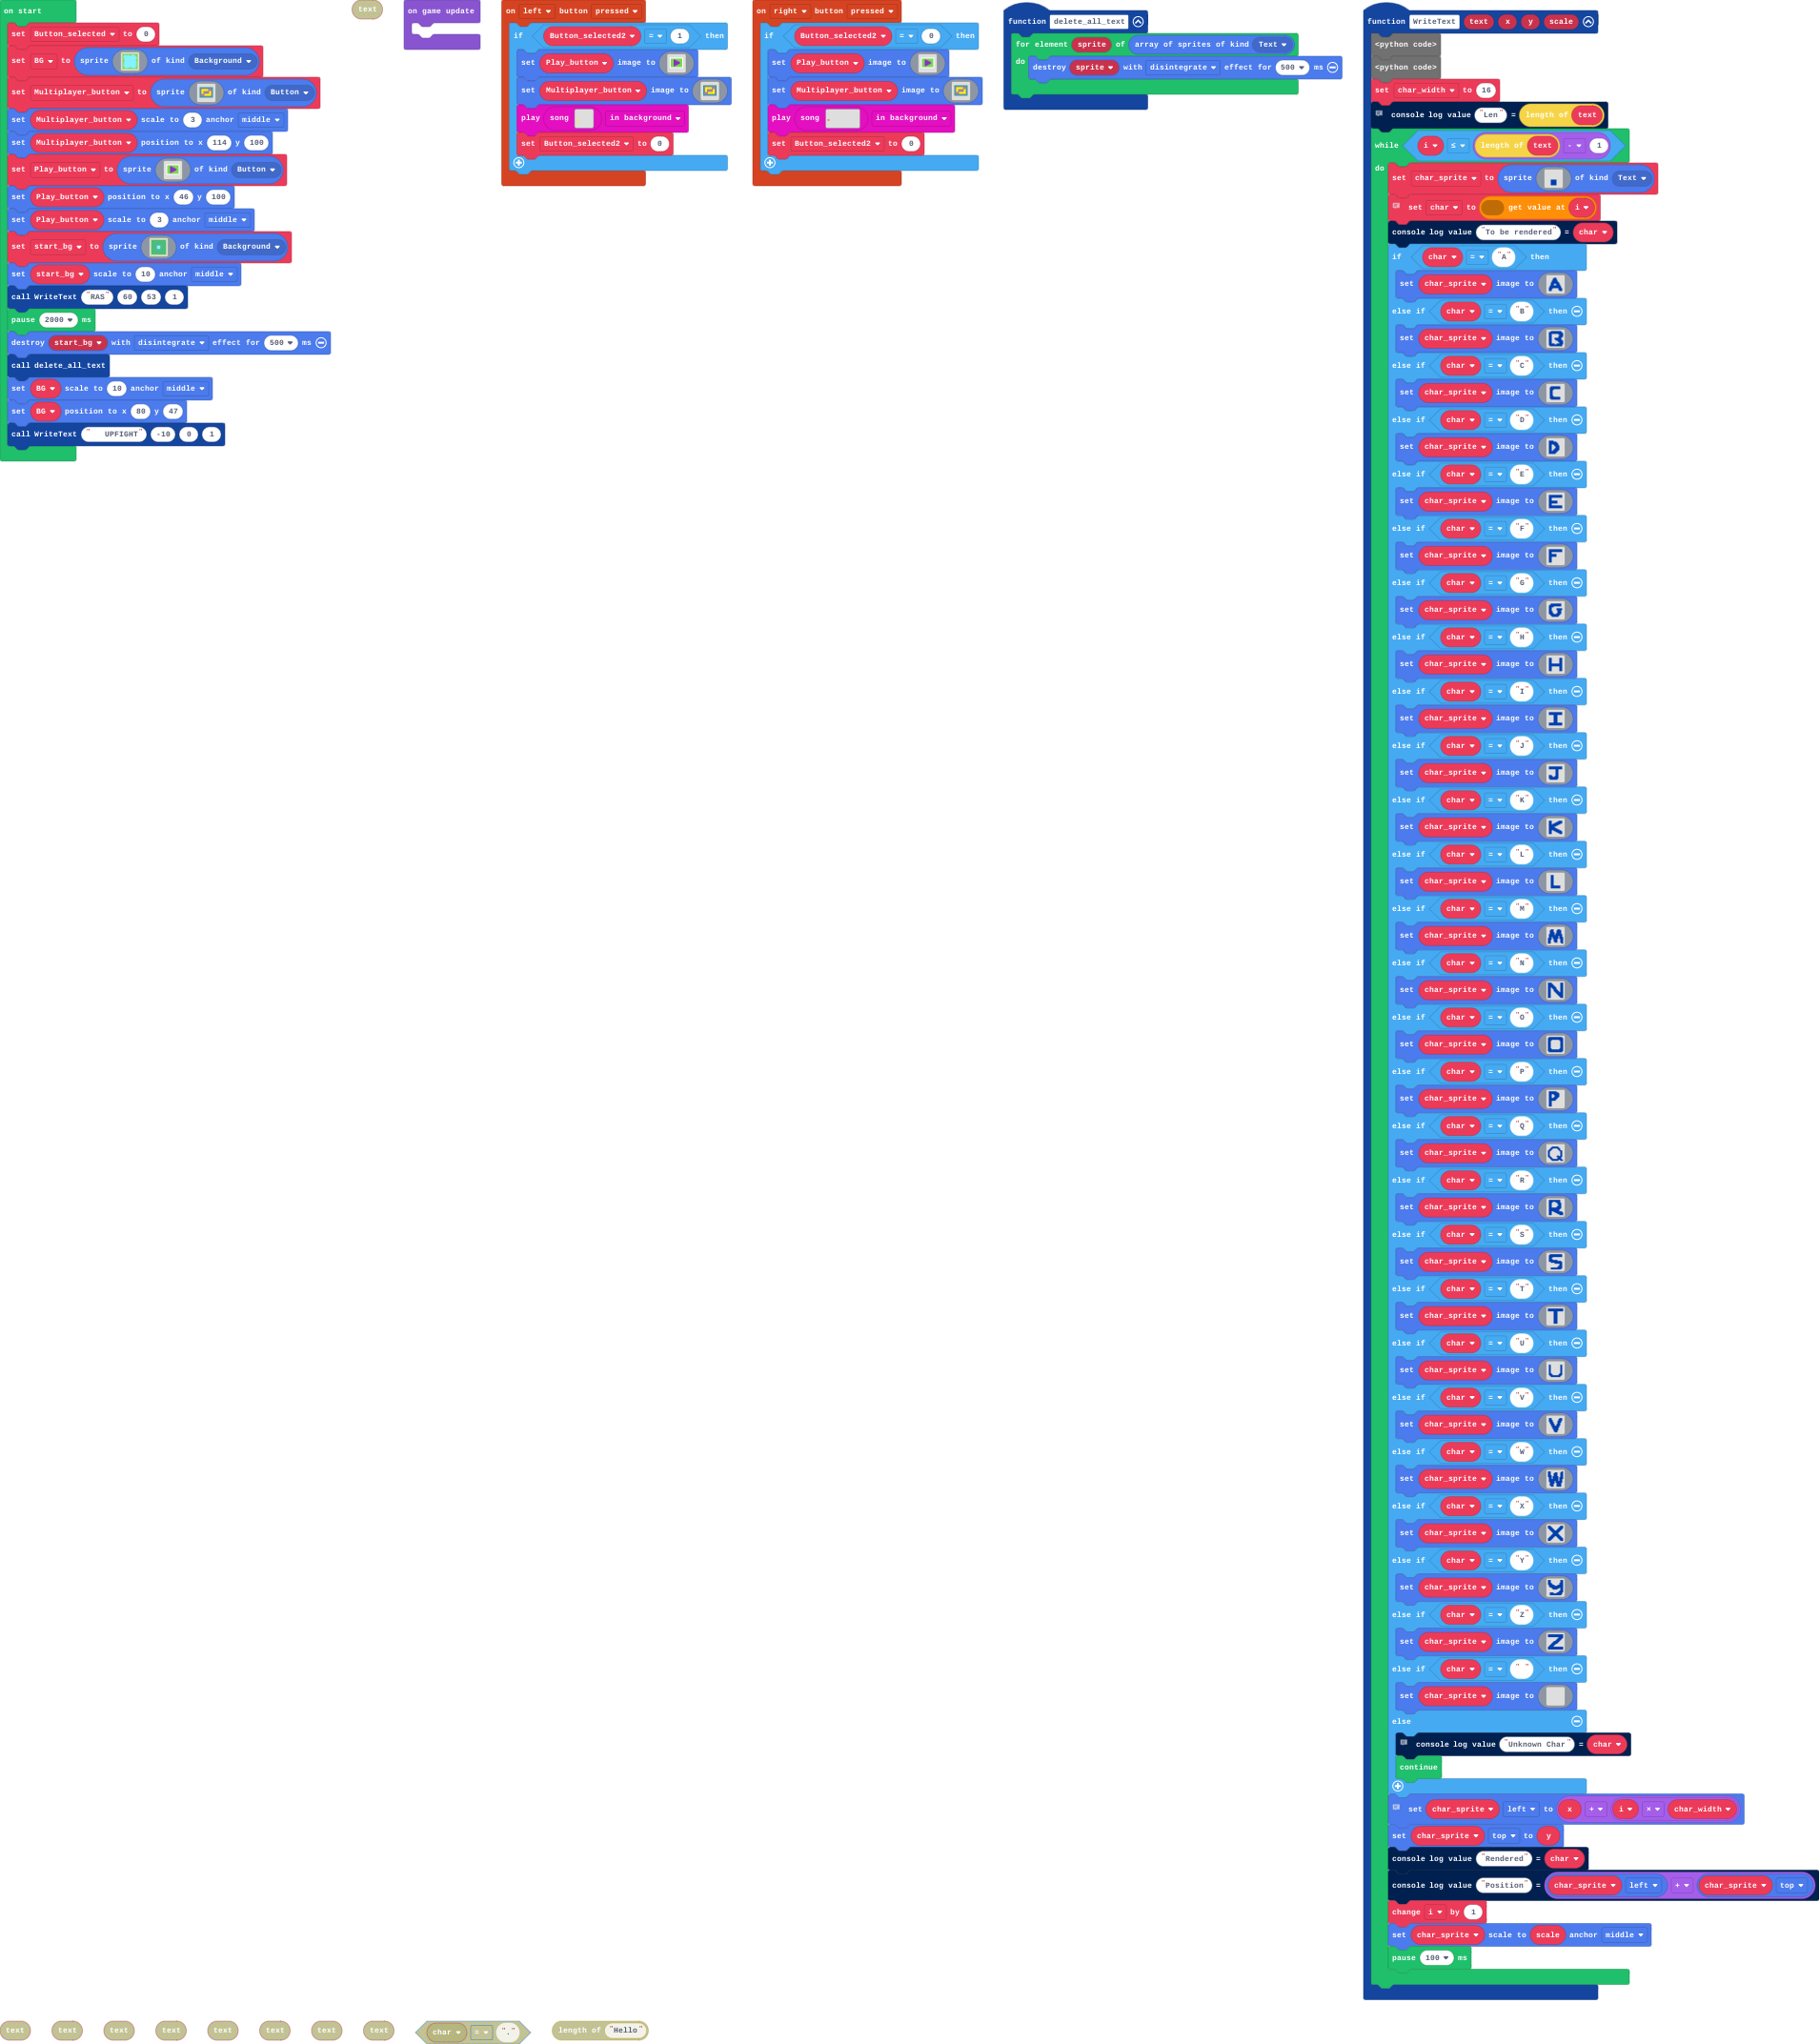 on start
set Button_selected to 0
set BG to sprite of kind Background
set Multiplayer_button to sprite of kind Button
set Multiplayer_button scale to 3 anchor middle
set Multiplayer_button position to x 114 y 100
set Play_button to sprite of kind Button
set Play_button position to x 46 y 100
set Play_button scale to 3 anchor middle
set start_bg to sprite of kind Background
set start_bg scale to 10 anchor middle
call WriteText "RAS" 60 53 1
pause 2000 ms
destroy start_bg with disintegrate effect for 500 ms
call delete_all_text
set BG scale to 10 anchor middle
set BG position to x 80 y 47
call WriteText "   UPFIGHT" -10 0 1
text
on game update
on left button pressed
if Button_selected2 = 1 then
set Play_button image to
set Multiplayer_button image to
play song in background
set Button_selected2 to 0
on right button pressed
if Button_selected2 = 0 then
set Play_button image to
set Multiplayer_button image to
play song in background
set Button_selected2 to 0
function delete_all_text
for element sprite of array of sprites of kind Text
do destroy sprite with disintegrate effect for 500 ms
function WriteText text x y scale
<python code>
<python code>
set char_width to 16
console log value "Len" = length of text
while i ≤ length of text - 1
do set char_sprite to sprite of kind Text
set char to get value at i
console log value "To be rendered" = char
if char = "A" then
set char_sprite image to A
else if char = "B" then
set char_sprite image to B
else if char = "C" then
set char_sprite image to C
else if char = "D" then
set char_sprite image to D
else if char = "E" then
set char_sprite image to E
else if char = "F" then
set char_sprite image to F
else if char = "G" then
set char_sprite image to G
else if char = "H" then
set char_sprite image to H
else if char = "I" then
set char_sprite image to I
else if char = "J" then
set char_sprite image to J
else if char = "K" then
set char_sprite image to K
else if char = "L" then
set char_sprite image to L
else if char = "M" then
set char_sprite image to M
else if char = "N" then
set char_sprite image to N
else if char = "O" then
set char_sprite image to O
else if char = "P" then
set char_sprite image to P
else if char = "Q" then
set char_sprite image to Q
else if char = "R" then
set char_sprite image to R
else if char = "S" then
set char_sprite image to S
else if char = "T" then
set char_sprite image to T
else if char = "U" then
set char_sprite image to U
else if char = "V" then
set char_sprite image to V
else if char = "W" then
set char_sprite image to W
else if char = "X" then
set char_sprite image to X
else if char = "Y" then
set char_sprite image to y
else if char = "Z" then
set char_sprite image to Z
else if char = " " then
set char_sprite image to
else
console log value "Unknown Char" = char
continue
set char_sprite left to x + i × char_width
set char_sprite top to y
console log value "Rendered" = char
console log value "Position" = char_sprite left + char_sprite top
change i by 1
set char_sprite scale to scale anchor middle
pause 100 ms
text text text text text text text text char = "." length of "Hello"